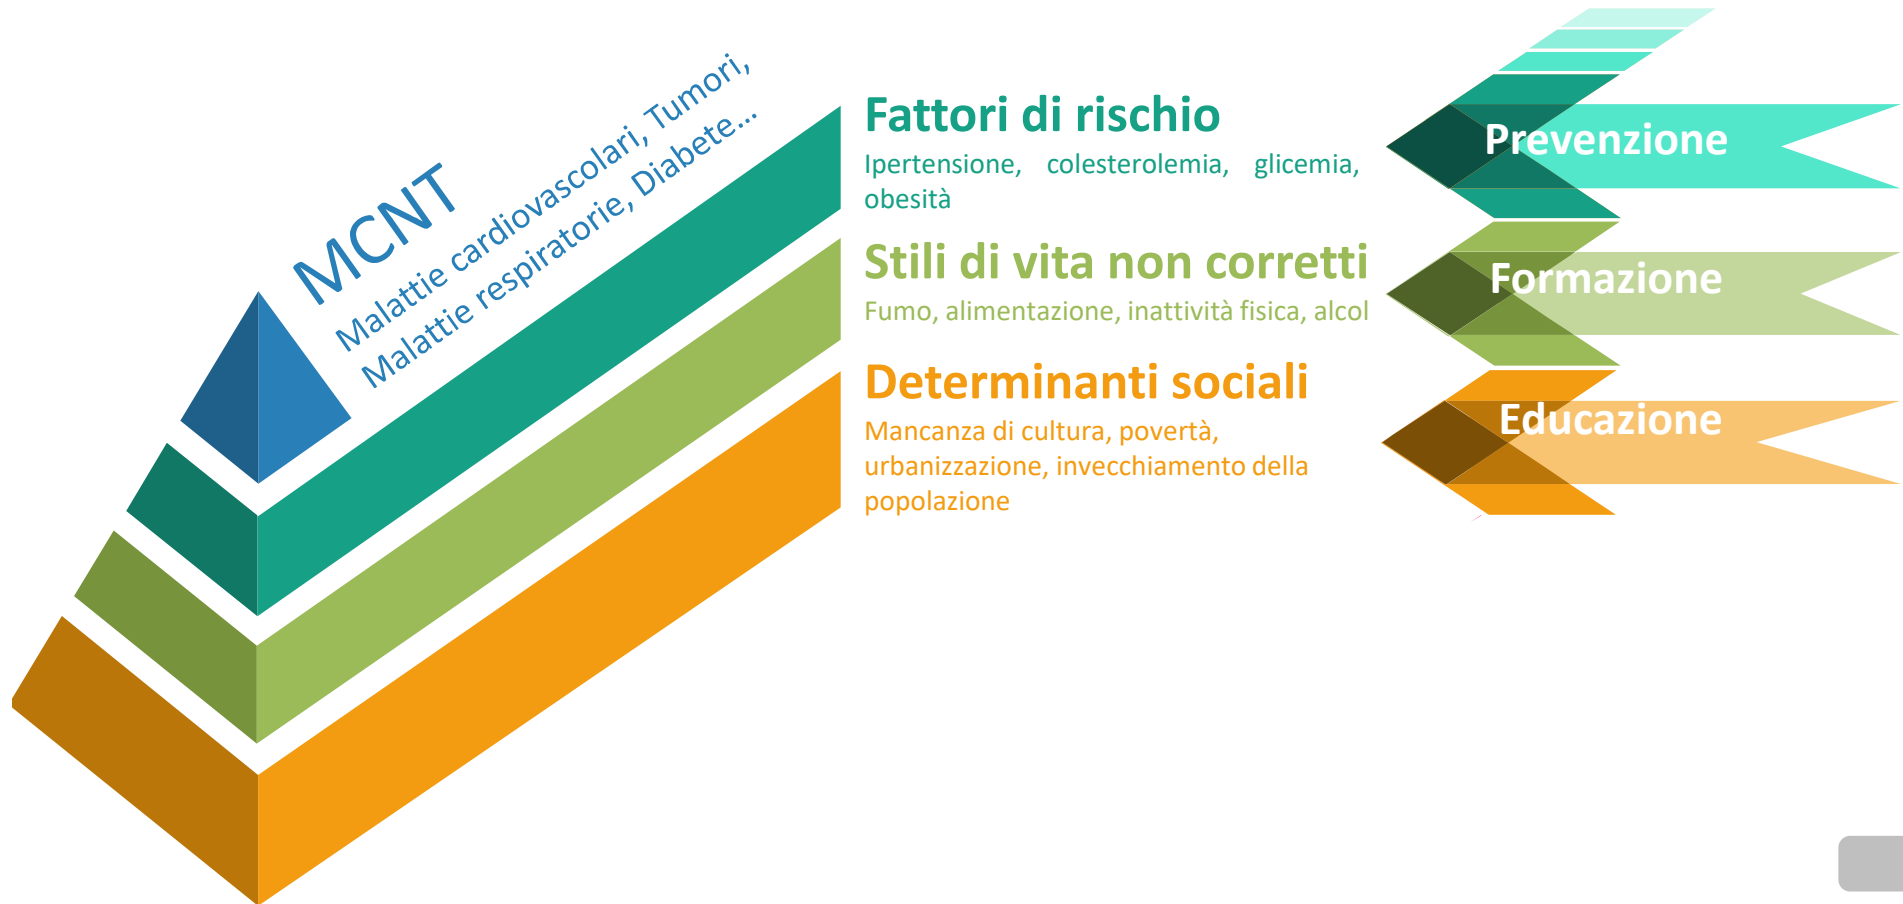 MCNT
Malattie cardiovascolari, Tumori,
Malattie respiratorie, Diabete...
Fattori di rischio
Ipertensione, colesterolemia, glicemia,
obesità
Stili di vita non corretti
Fumo, alimentazione, inattività fisica, alcol
Determinanti sociali
Mancanza di cultura, povertà,
urbanizzazione, invecchiamento della
popolazione
Prevenzione
Formazione
Educazione